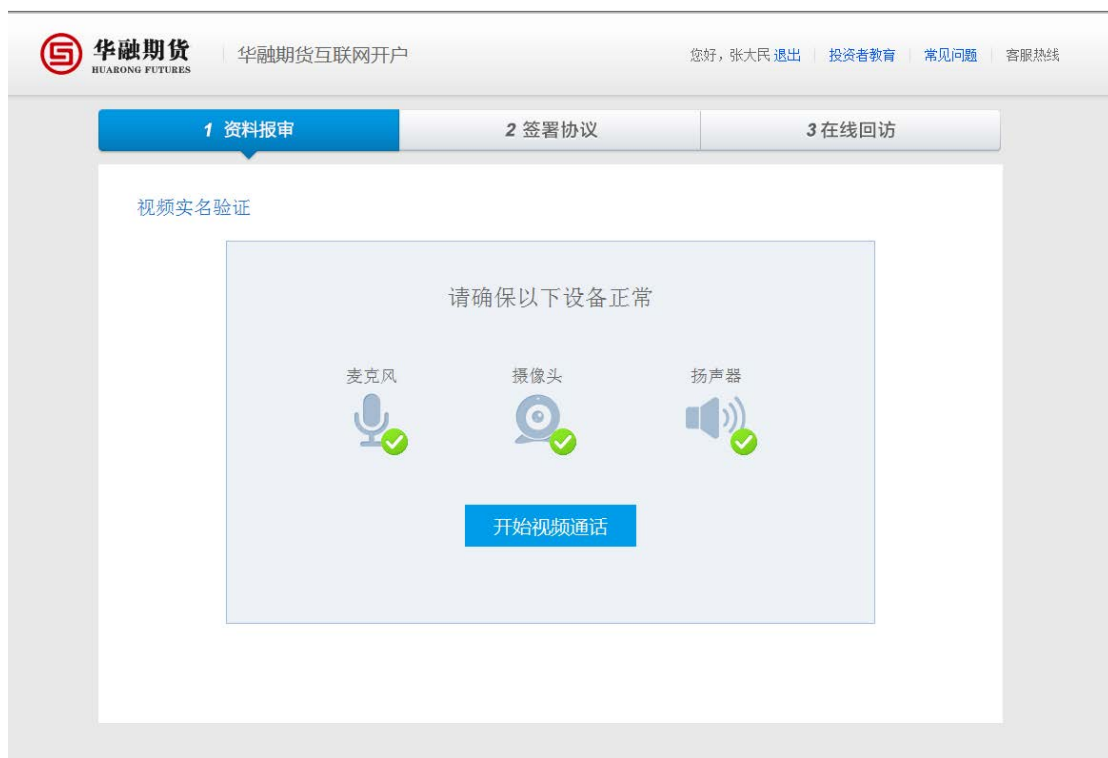 华融期货
HUARONG FUTURES
华融期货互联网开户
您好，张大民 退出 投资者教育 常见问题 客服热线
1 资料报审 2 签署协议 3 在线回访
视频实名验证
请确保以下设备正常
麦克风 摄像头 扬声器
开始视频通话